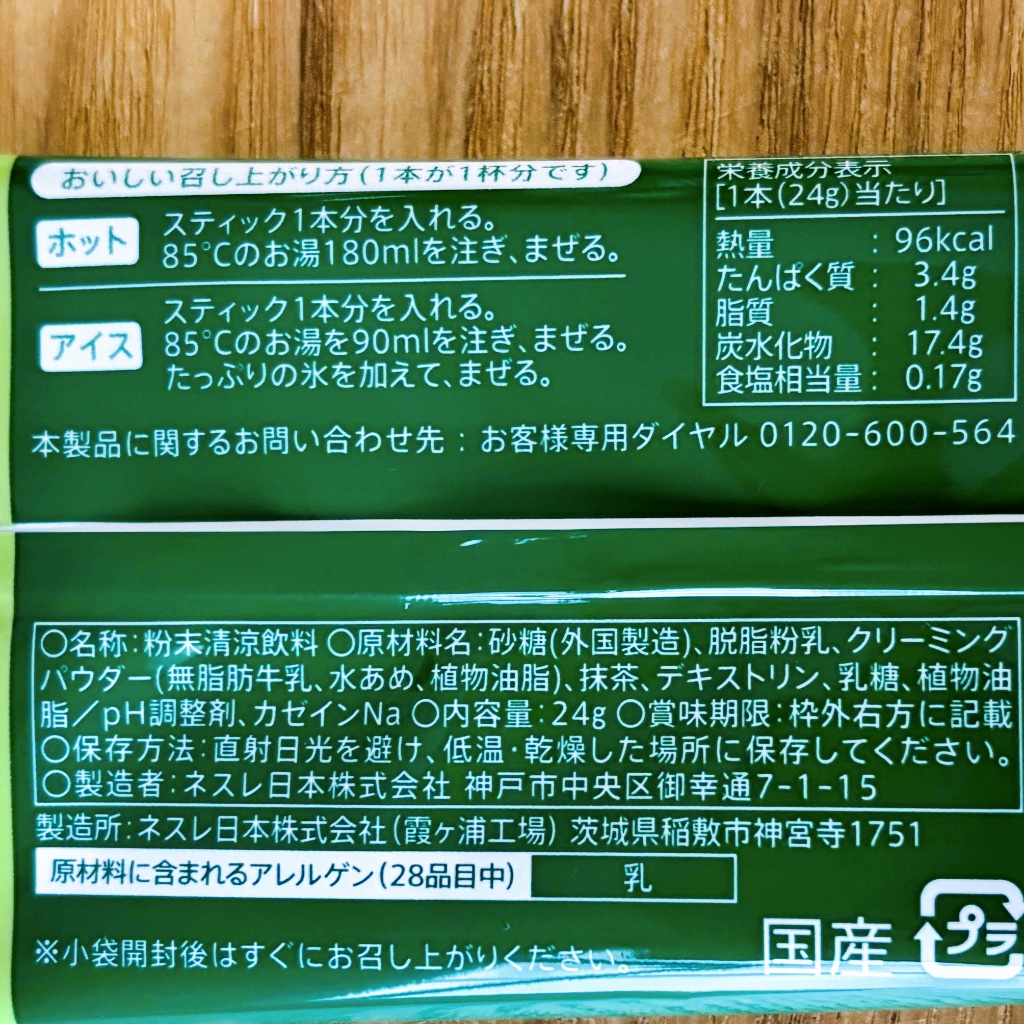 おいしい召し上がり方(1本が1杯分です)
ホット
スティック1本分を入れる。
85°Cのお湯180mlを注ぎ、まぜる。
アイス
スティック1本分を入れる。
85°Cのお湯を90mlを注ぎ、まぜる。
たっぷりの氷を加えて、まぜる。
栄養成分表示
[1本(24g)当たり]
熱量 : 96kcal
たんぱく質 : 3.4g
脂質 : 1.4g
炭水化物 : 17.4g
食塩相当量 : 0.17g
本製品に関するお問い合わせ先 : お客様専用ダイヤル 0120-600-564
○名称:粉末清涼飲料 ○原材料名:砂糖(外国製造)、脱脂粉乳、クリーミング
パウダー(無脂肪牛乳、水あめ、植物油脂)、抹茶、デキストリン、乳糖、植物油
脂/pH調整剤、カゼインNa ○内容量:24g ○賞味期限:枠外右方に記載
○保存方法:直射日光を避け、低温·乾燥した場所に保存してください。
○製造者:ネスレ日本株式会社 神戸市中央区御幸通7-1-15
製造所:ネスレ日本株式会社(霞ヶ浦工場) 茨城県稲敷市神宮寺1751
原材料に含まれるアレルゲン(28品目中) 乳
※小袋開封後はすぐにお召し上がりください。
国産 プラ